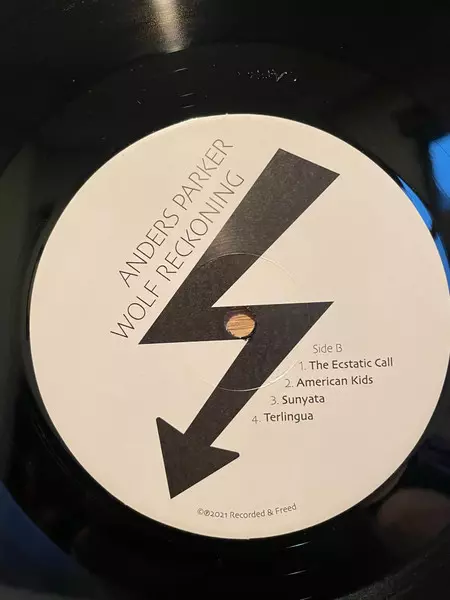 ANDERS PARKER
WOLF RECKONING
Side B
1. The Ecstatic Call
2. American Kids
3. Sunyata
4. Terlingua
©℗2021 Recorded & Freed